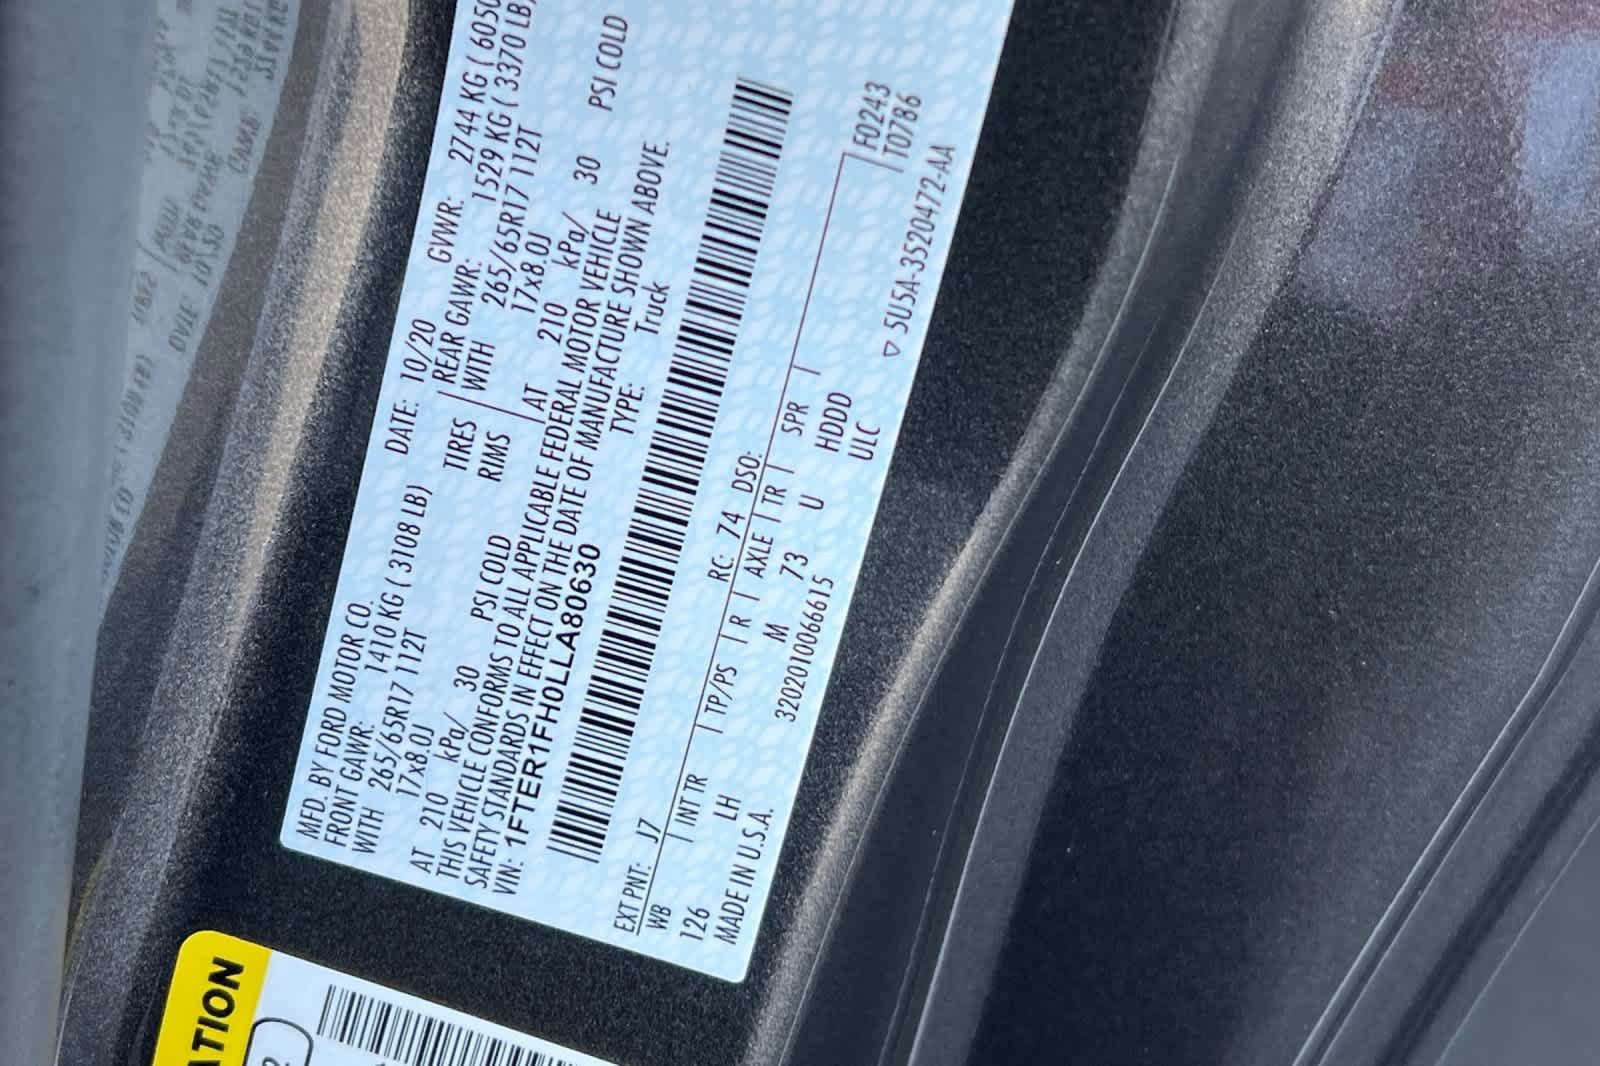 MFD. BY FORD MOTOR CO. DATE: 10/20 GVWR: 2744 KG ( 6050
FRONT GAWR: 1410 KG ( 3108 LB) REAR GAWR: 1529 KG ( 3370 LB)
WITH 265/65R17 112T TIRES WITH 265/65R17 112T
17x8.0J RIMS 17x8.0J
AT 210 kPa/ 30 PSI COLD AT 210 kPa/ 30 PSI COLD
THIS VEHICLE CONFORMS TO ALL APPLICABLE FEDERAL MOTOR VEHICLE
SAFETY STANDARDS IN EFFECT ON THE DATE OF MANUFACTURE SHOWN ABOVE.
VIN: 1FTER1FH0LLA80630 TYPE: Truck
EXT PNT: J7 RC: 74 DSO: F0243
WB INT TR TP/PS R AXLE TR SPR T0786
126 LH M 73 U HDDD
MADE IN U.S.A. ULC
320201006615 ▽ 5U5A-3520472-AA
ATION